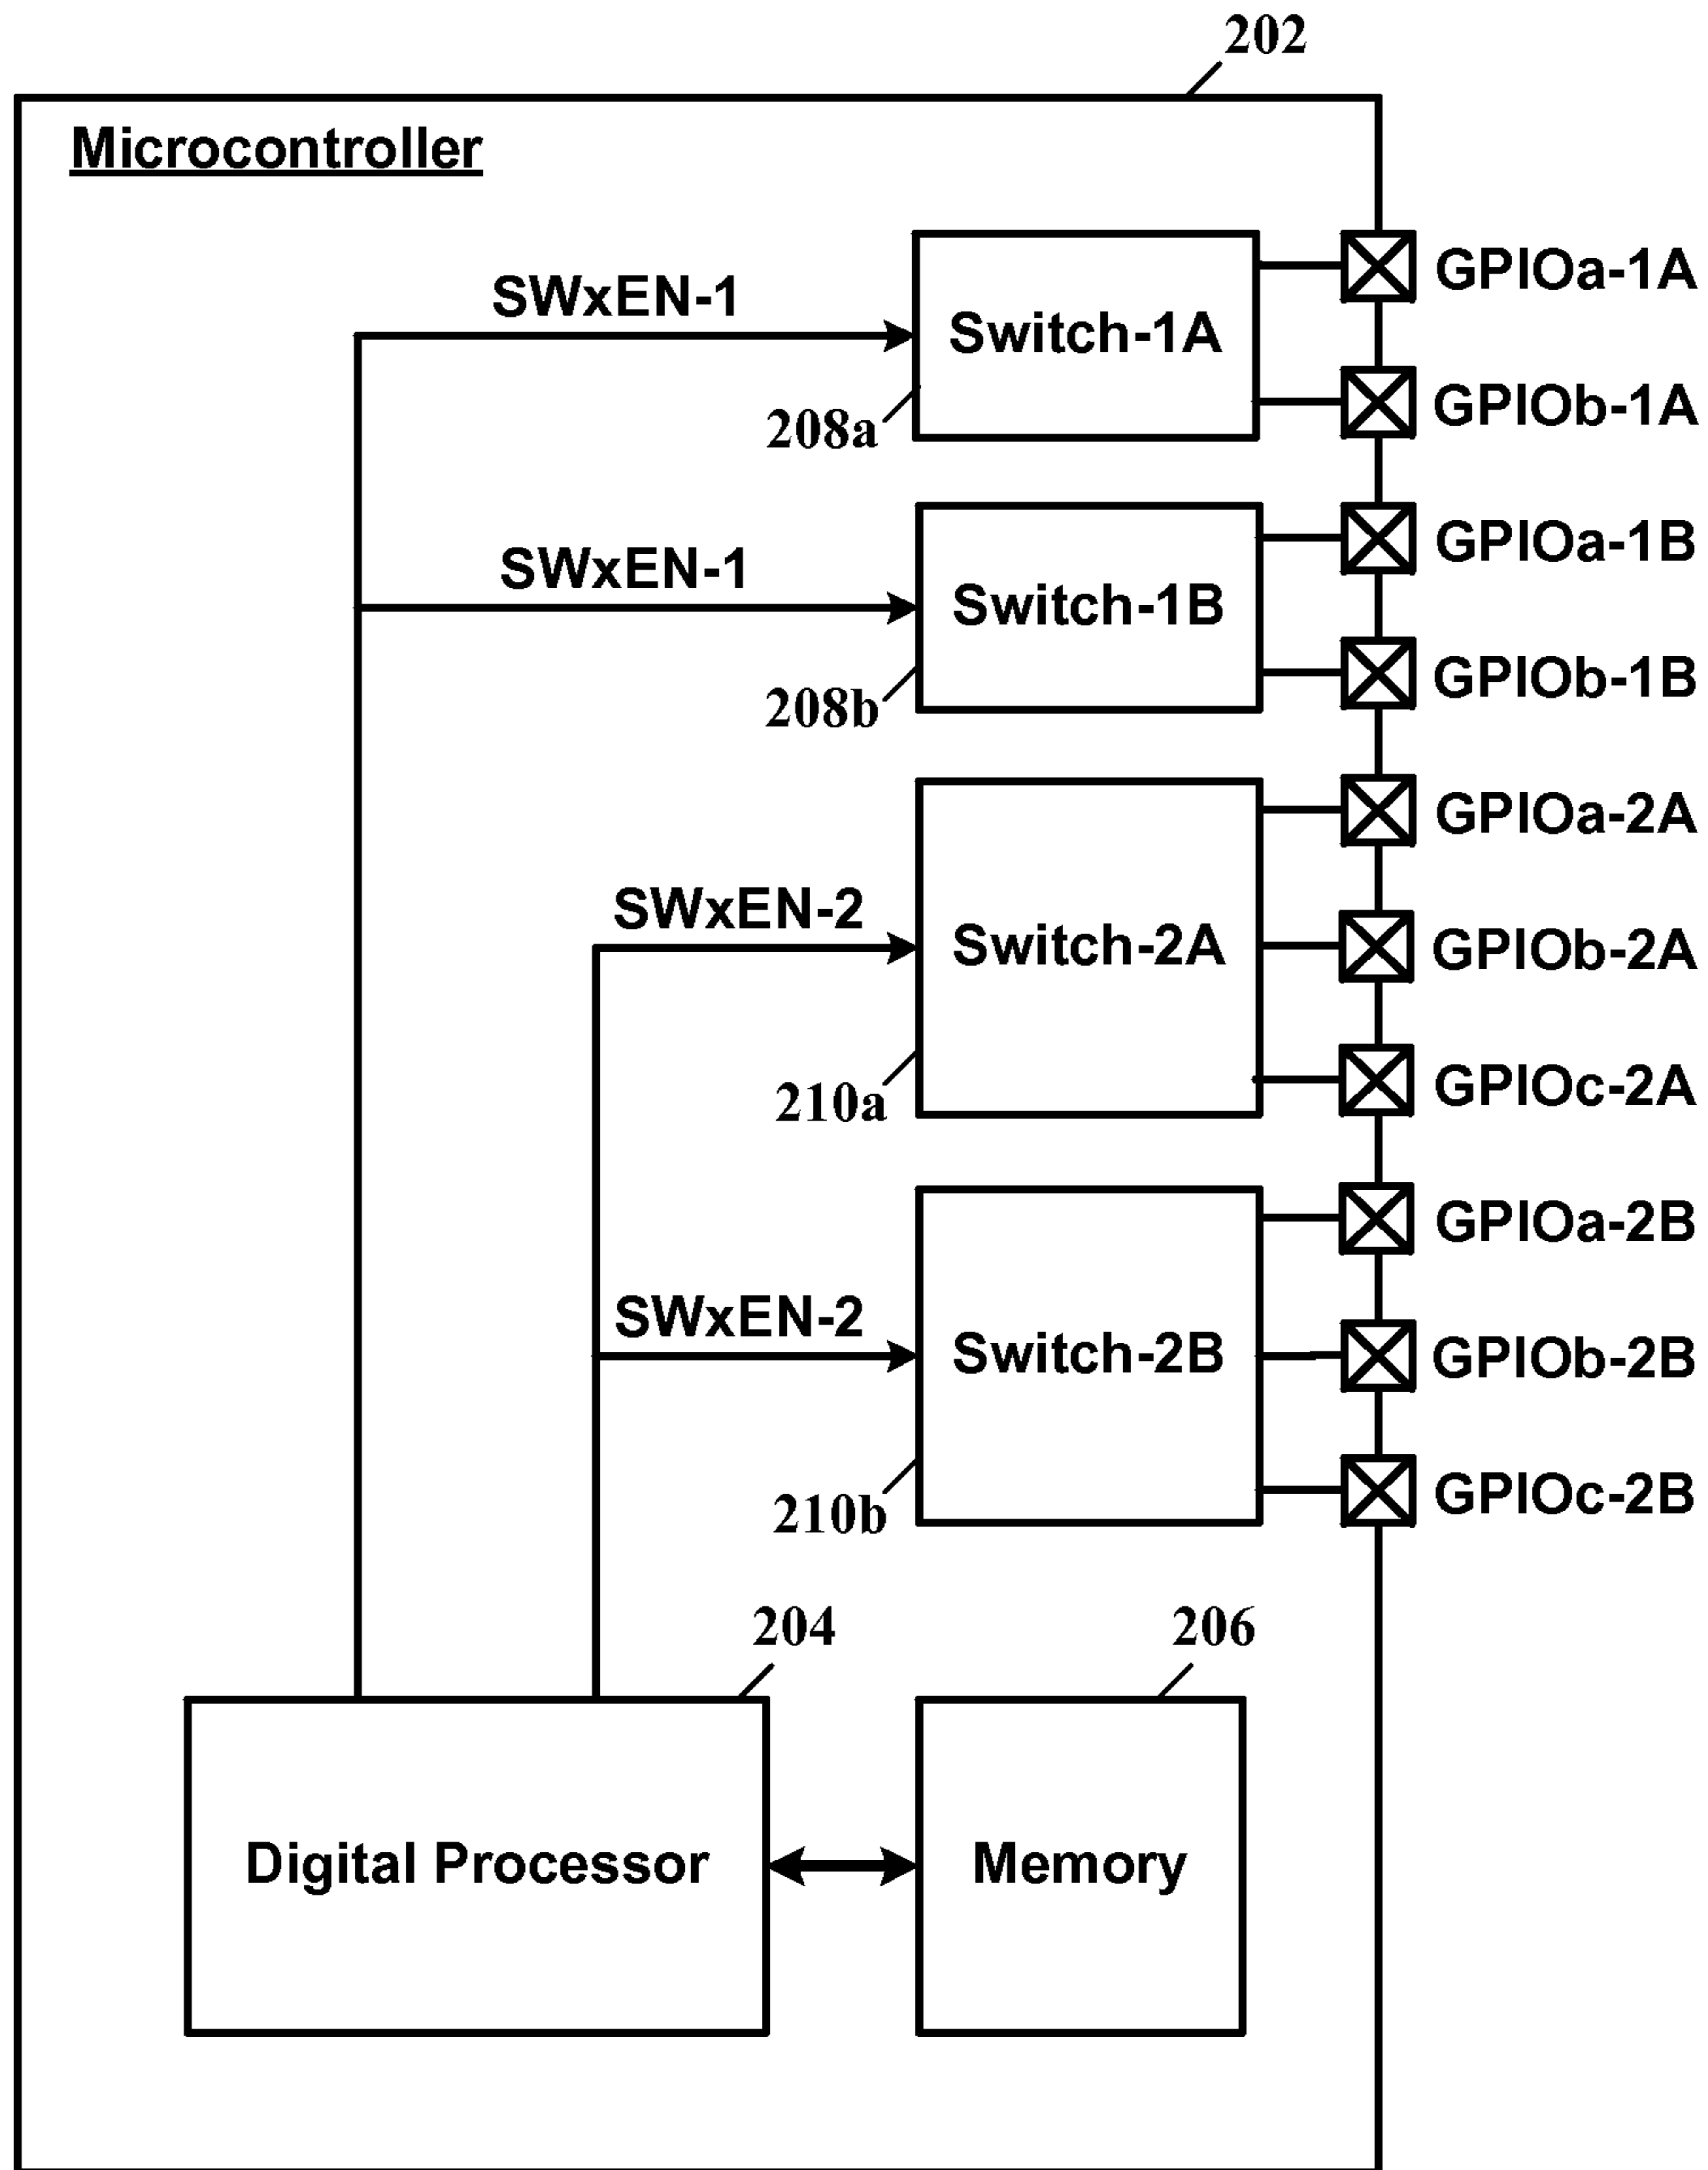 202
Microcontroller
GPIOa-1A
SWxEN-1
Switch-1A
GPIOb-1A
208a
GPIOa-1B
SWxEN-1
Switch-1B
GPIOb-1B
208b
GPIOa-2A
SWxEN-2
Switch-2A
GPIOb-2A
GPIOc-2A
210a
GPIOa-2B
SWxEN-2
Switch-2B
GPIOb-2B
GPIOc-2B
210b
204
206
Digital Processor
Memory